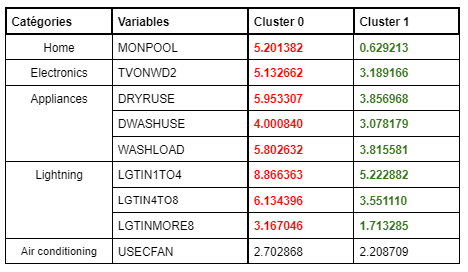 Catégories Variables Cluster 0 Cluster 1
Home MONPOOL 5.201382 0.629213
Electronics TVONWD2 5.132662 3.189166
Appliances DRYRUSE 5.953307 3.856968
DWASHUSE 4.000840 3.078179
WASHLOAD 5.802632 3.815581
Lightning LGTIN1TO4 8.866363 5.222882
LGTIN4TO8 6.134396 3.551110
LGTINMORE8 3.167046 1.713285
Air conditioning USECFAN 2.702868 2.208709